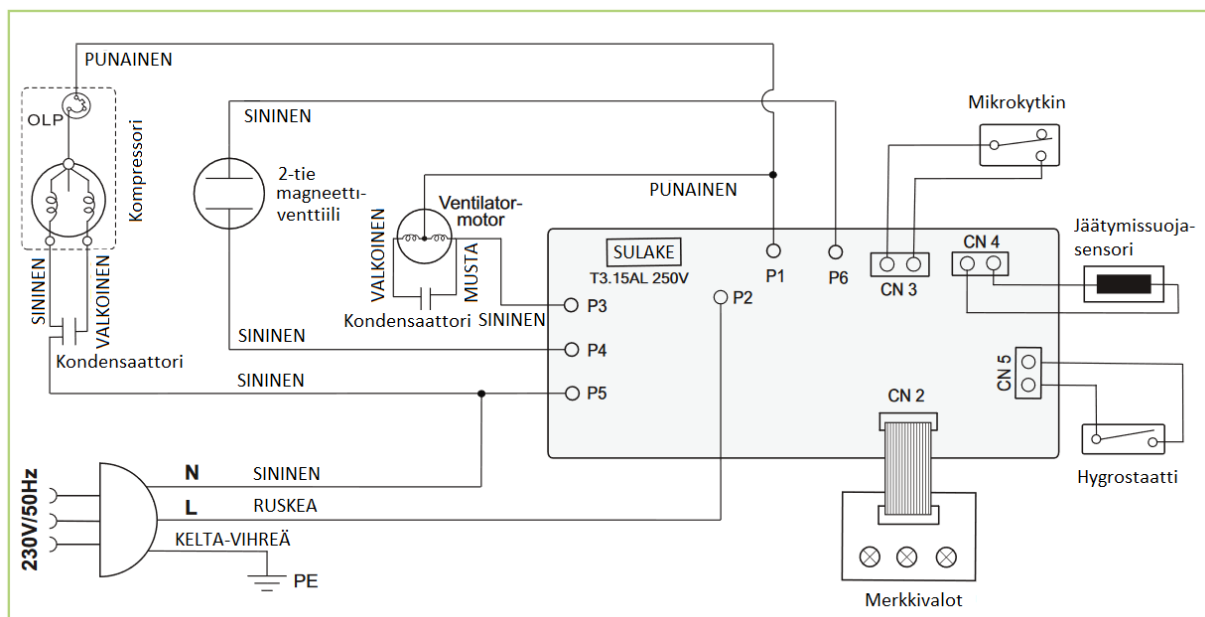 PUNAINEN
OLP
Kompressori
SININEN
2-tie
magneetti-
venttiili
PUNAINEN
Ventilator-
motor
VALKOINEN
MUSTA
Kondensaattori
SININEN
SININEN
VALKOINEN
Kondensaattori
SININEN
SININEN
SULAKE
T3.15AL 250V
P1
P2
P3
P4
P5
P6
CN 3
CN 4
CN 5
CN 2
Mikrokytkin
Jäätymissuoja-
sensori
Hygrostaatti
Merkkivalot
230V/50Hz
N
SININEN
L
RUSKEA
KELTA-VIHREÄ
PE